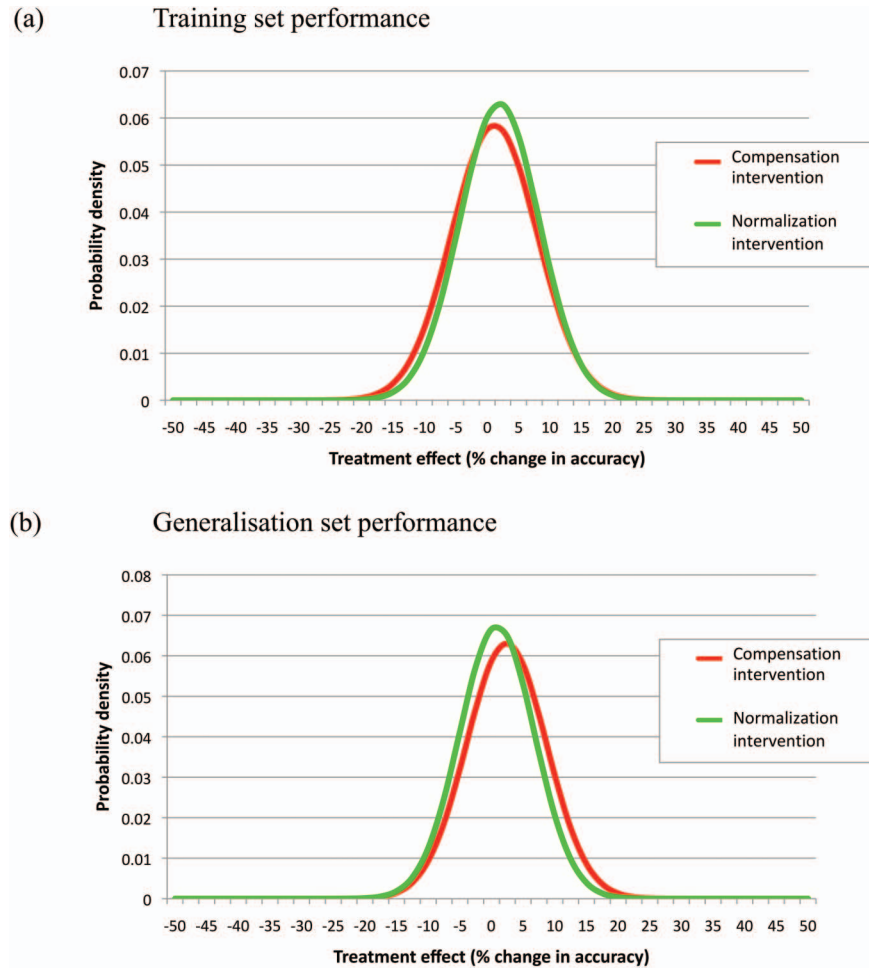 (a) Training set performance
0.07
0.06
0.05
0.04
0.03
0.02
0.01
0
Probability density
Compensation
intervention
Normalization
intervention
-50 -45 -40 -35 -30 -25 -20 -15 -10 -5 0 5 10 15 20 25 30 35 40 45 50
Treatment effect (% change in accuracy)
(b) Generalisation set performance
0.08
0.07
0.06
0.05
0.04
0.03
0.02
0.01
0
Probability density
Compensation
intervention
Normalization
intervention
-50 -45 -40 -35 -30 -25 -20 -15 -10 -5 0 5 10 15 20 25 30 35 40 45 50
Treatment effect (% change in accuracy)